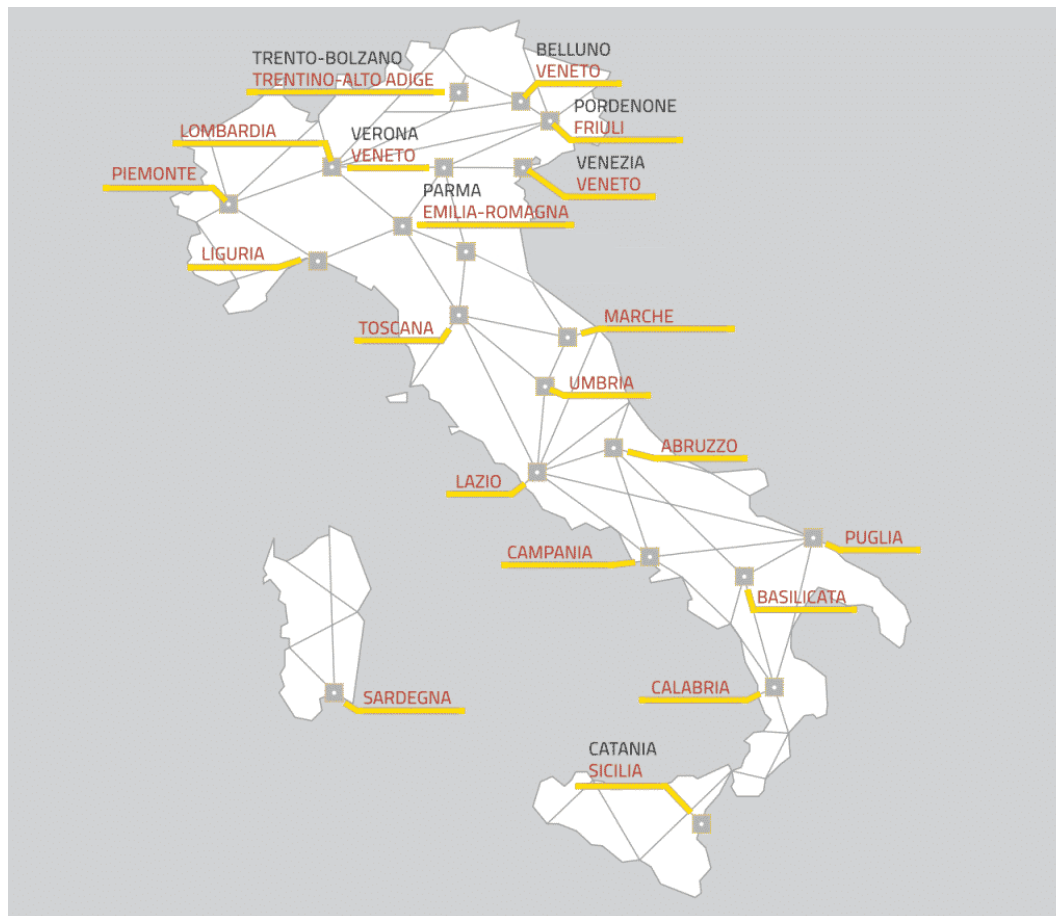 TRENTO-BOLZANO
TRENTINO-ALTO ADIGE
BELLUNO
VENETO
PORDENONE
FRIULI
LOMBARDIA
VERONA
VENETO
VENEZIA
VENETO
PIEMONTE
PARMA
EMILIA-ROMAGNA
LIGURIA
TOSCANA
MARCHE
UMBRIA
ABRUZZO
LAZIO
PUGLIA
CAMPANIA
BASILICATA
SARDEGNA
CALABRIA
CATANIA
SICILIA